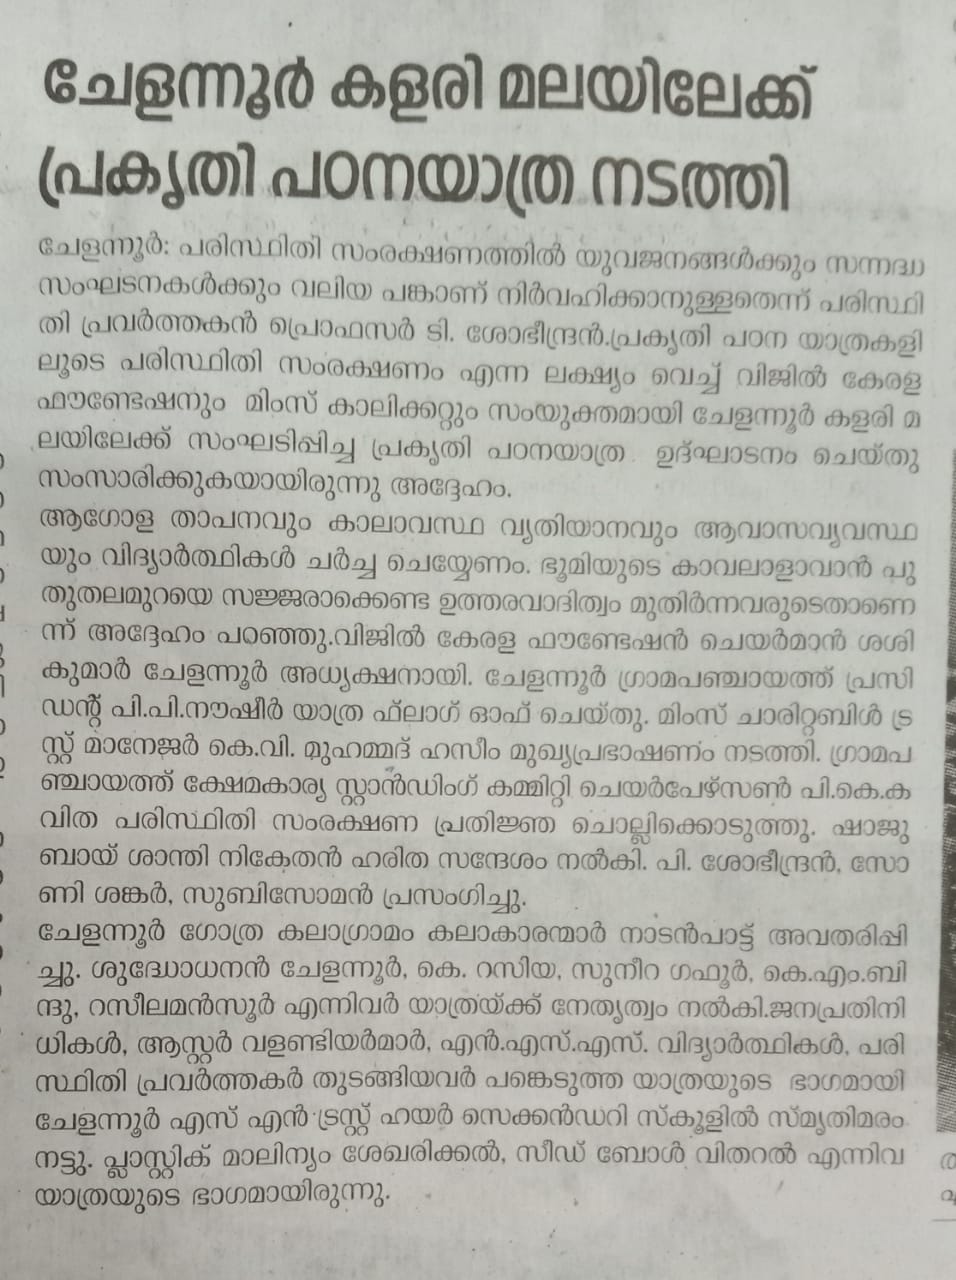 ചേളന്നൂർ കളരി മലയിലേക്ക്
പ്രകൃതി പഠനയാത്ര നടത്തി
ചേളന്നൂർ: പരിസ്ഥിതി സംരക്ഷണത്തിൽ യുവജനങ്ങൾക്കും സന്നദ്ധ
സംഘടനകൾക്കും വലിയ പങ്കാണ് നിർവഹിക്കാനുള്ളതെന്ന് പരിസ്ഥി
തി പ്രവർത്തകൻ പ്രൊഫസർ ടി. ശോഭീന്ദ്രൻ.പ്രകൃതി പഠന യാത്രകളി
ലൂടെ പരിസ്ഥിതി സംരക്ഷണം എന്ന ലക്ഷ്യം വെച്ച് വിജിൽ കേരള
ഫൗണ്ടേഷനും മിംസ് കാലിക്കറ്റും സംയുക്തമായി ചേളന്നൂർ കളരി മ
ലയിലേക്ക് സംഘടിപ്പിച്ച പ്രകൃതി പഠനയാത്ര ഉദ്ഘാടനം ചെയ്തു
സംസാരിക്കുകയായിരുന്നു അദ്ദേഹം.
ആഗോള താപനവും കാലാവസ്ഥ വ്യതിയാനവും ആവാസവ്യവസ്ഥ
യും വിദ്യാർത്ഥികൾ ചർച്ച ചെയ്യേണം. ഭൂമിയുടെ കാവലാളാവാൻ പു
തുതലമുറയെ സജ്ജരാക്കെണ്ട ഉത്തരവാദിത്വം മുതിർന്നവരുടെതാണെ
ന്ന് അദ്ദേഹം പറഞ്ഞു.വിജിൽ കേരള ഫൗണ്ടേഷൻ ചെയർമാൻ ശശി
കുമാർ ചേളന്നൂർ അധ്യക്ഷനായി. ചേളന്നൂർ ഗ്രാമപഞ്ചായത്ത് പ്രസി
ഡന്റ് പി.പി.നൗഷീർ യാത്ര ഫ്ലാഗ് ഓഫ് ചെയ്തു. മിംസ് ചാരിറ്റബിൾ ട്ര
സ്റ്റ് മാനേജർ കെ.വി. മുഹമ്മദ് ഹസീം മുഖ്യപ്രഭാഷണം നടത്തി. ഗ്രാമപ
ഞ്ചായത്ത് ക്ഷേമകാര്യ സ്റ്റാൻഡിംഗ് കമ്മിറ്റി ചെയർപേഴ്സൺ പി.കെ.ക
വിത പരിസ്ഥിതി സംരക്ഷണ പ്രതിജ്ഞ ചൊല്ലിക്കൊടുത്തു. ഷാജു
ബായ് ശാന്തി നികേതൻ ഹരിത സന്ദേശം നൽകി. പി. ശോഭീന്ദ്രൻ, സോ
ണി ശങ്കർ, സുബിസോമൻ പ്രസംഗിച്ചു.
ചേളന്നൂർ ഗോത്ര കലാഗ്രാമം കലാകാരന്മാർ നാടൻപാട്ട് അവതരിപ്പി
ച്ചു. ശുദ്ധോധനൻ ചേളന്നൂർ, കെ. റസിയ, സുനീറ ഗഫൂർ, കെ.എം.ബി
ന്ദു, റസീലമൻസൂർ എന്നിവർ യാത്രയ്ക്ക് നേതൃത്വം നൽകി.ജനപ്രതിനി
ധികൾ, ആസ്റ്റർ വളണ്ടിയർമാർ, എൻ.എസ്.എസ്. വിദ്യാർത്ഥികൾ, പരി
സ്ഥിതി പ്രവർത്തകർ തുടങ്ങിയവർ പങ്കെടുത്ത യാത്രയുടെ ഭാഗമായി
ചേളന്നൂർ എസ് എൻ ട്രസ്റ്റ് ഹയർ സെക്കൻഡറി സ്കൂളിൽ സ്മൃതിമരം
നട്ടു. പ്ലാസ്റ്റിക് മാലിന്യം ശേഖരിക്കൽ, സീഡ് ബോൾ വിതറൽ എന്നിവ
യാത്രയുടെ ഭാഗമായിരുന്നു.